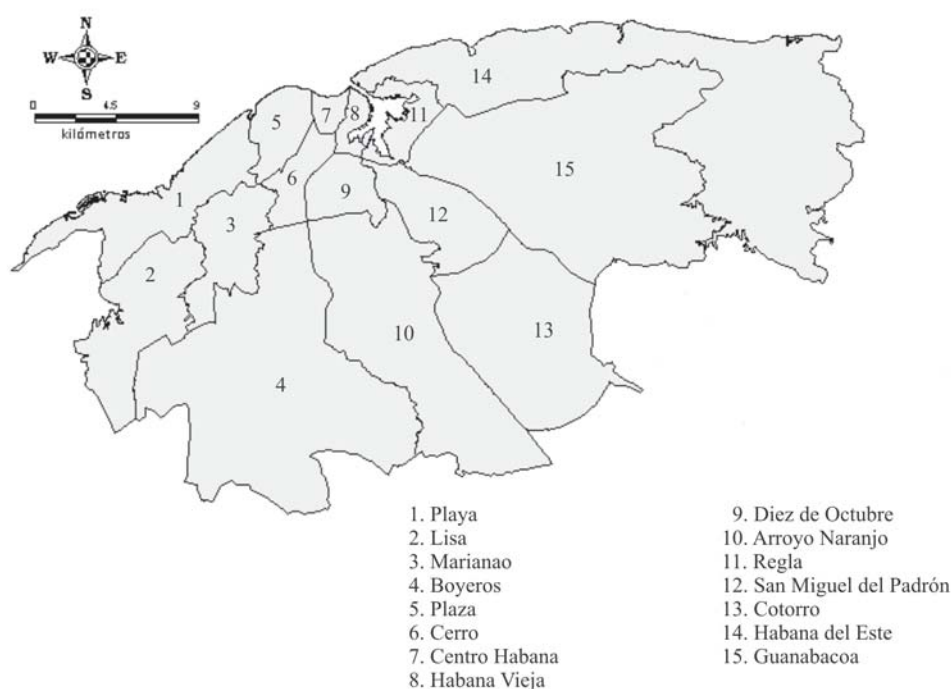 N
W E
S
0 4.5 9
kilómetros
14
5
7
8
11
6
15
1
9
3
12
2
10
13
4
1. Playa
2. Lisa
3. Marianao
4. Boyeros
5. Plaza
6. Cerro
7. Centro Habana
8. Habana Vieja
9. Diez de Octubre
10. Arroyo Naranjo
11. Regla
12. San Miguel del Padrón
13. Cotorro
14. Habana del Este
15. Guanabacoa